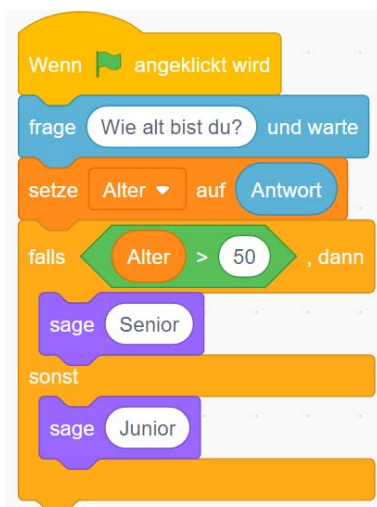 Wenn angeklickt wird
frage Wie alt bist du? und warte
setze Alter auf Antwort
falls Alter > 50 , dann
sage Senior
sonst
sage Junior